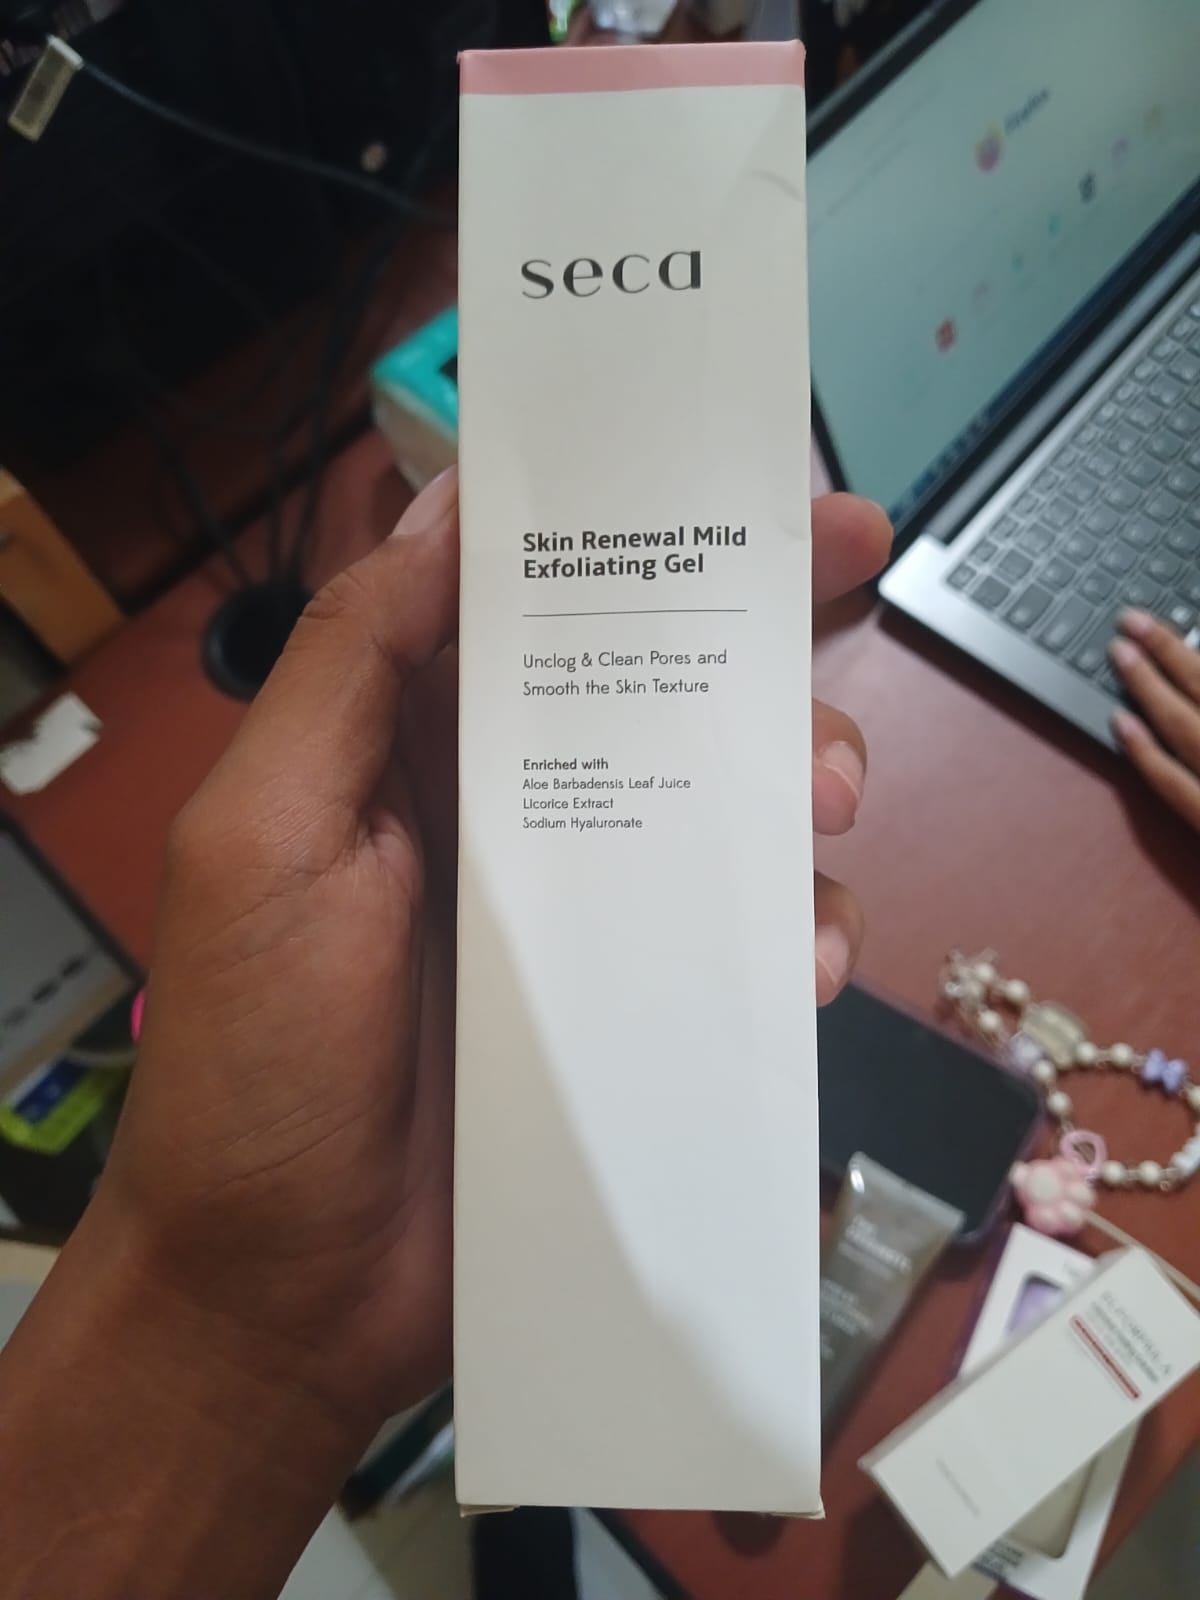 seca
Skin Renewal Mild
Exfoliating Gel
Unclog & Clean Pores and
Smooth the Skin Texture
Enriched with
Aloe Barbadensis Leaf Juice
Licorice Extract
Sodium Hyaluronate